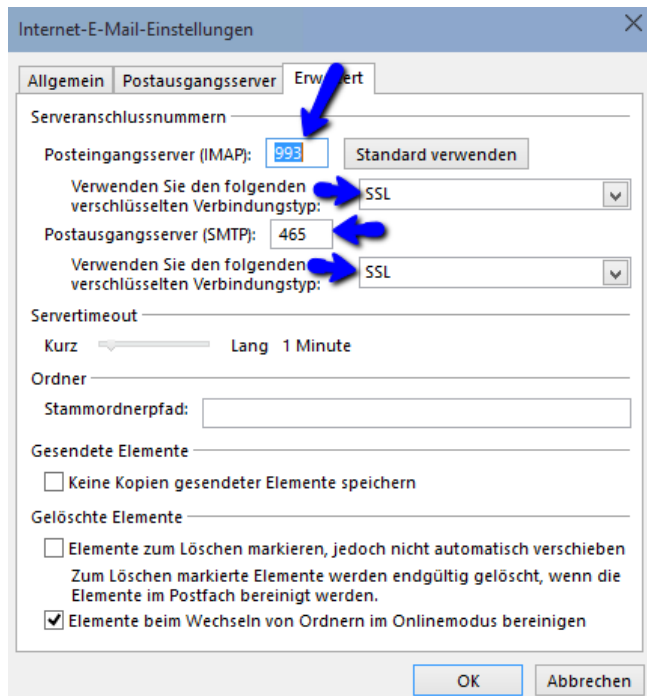 Internet-E-Mail-Einstellungen
Allgemein Postausgangsserver
Serveranschlussnummern
Posteingangsserver (IMAP): 993 Standard verwenden
Verwenden Sie den folgenden
verschlüsselten Verbindungstyp: SSL
Postausgangsserver (SMTP): 465
Verwenden Sie den folgenden
verschlüsselten Verbindungstyp: SSL
Servertimeout
Kurz Lang 1 Minute
Ordner
Stammordnerpfad:
Gesendete Elemente
Keine Kopien gesendeter Elemente speichern
Gelöschte Elemente
Elemente zum Löschen markieren, jedoch nicht automatisch verschieben
Zum Löschen markierte Elemente werden endgültig gelöscht, wenn die
Elemente im Postfach bereinigt werden.
Elemente beim Wechseln von Ordnern im Onlinemodus bereinigen
OK Abbrechen